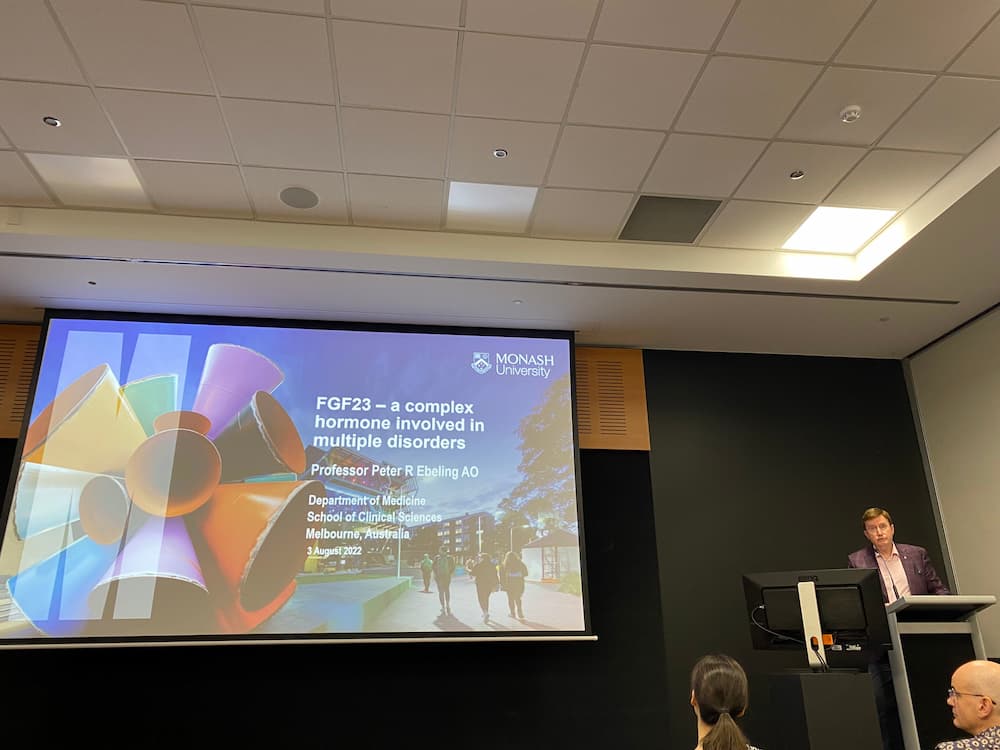 MONASH
University
FGF23 – a complex
hormone involved in
multiple disorders
Professor Peter R Ebeling AO
Department of Medicine
School of Clinical Sciences
Melbourne, Australia
3 August 2022